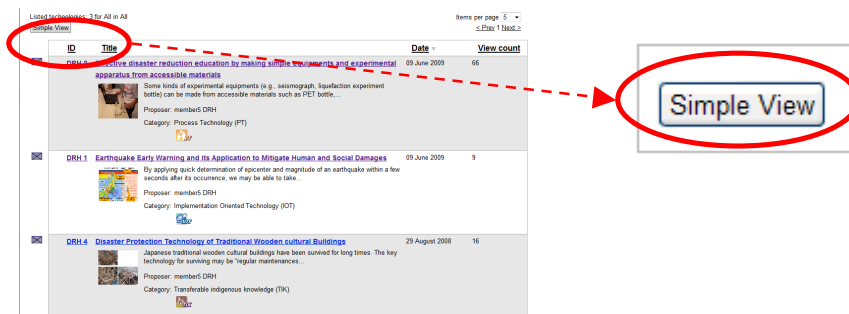 Listed technologies: 3 for All in All
Items per page 5
Simple View
< Prev 1 Next >
ID Title Date View count
Effective disaster reduction education by making simple equipments and experimental 09 June 2009 66
apparatus from accessible materials
Some kinds of experimental equipments (e.g., seismograph, liquefaction experiment
bottle) can be made from accessible materials such as PET bottle,...
Proposer: member5 DRH
Category: Process Technology (PT)
DRH 1 Earthquake Early Warning and its Application to Mitigate Human and Social Damages 09 June 2009 9
By applying quick determination of epicenter and magnitude of an earthquake within a few
seconds after its occurrence, we may be able to take...
Proposer: member5 DRH
Category: Implementation Oriented Technology (IOT)
DRH 4 Disaster Protection Technology of Traditional Wooden cultural Buildings 29 August 2008 16
Japanese traditional wooden cultural buildings have been survived for long times. The key
technology for surviving may be "regular maintenances...
Proposer: member5 DRH
Category: Transferable indigenous knowledge (TIK)
Simple View